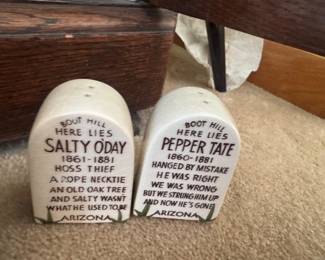 BOOT HILL
HERE LIES
SALTY O'DAY
1861-1881
HOSS THIEF
A ROPE NECKTIE
AN OLD OAK TREE
AND SALTY WASN'T
WHAT HE USED TO BE
ARIZONA
BOOT HILL
HERE LIES
PEPPER TATE
1860-1881
HANGED BY MISTAKE
HE WAS RIGHT
WE WAS WRONG
BUT WE STRUNG HIM UP
AND NOW HE'S GONE
ARIZONA